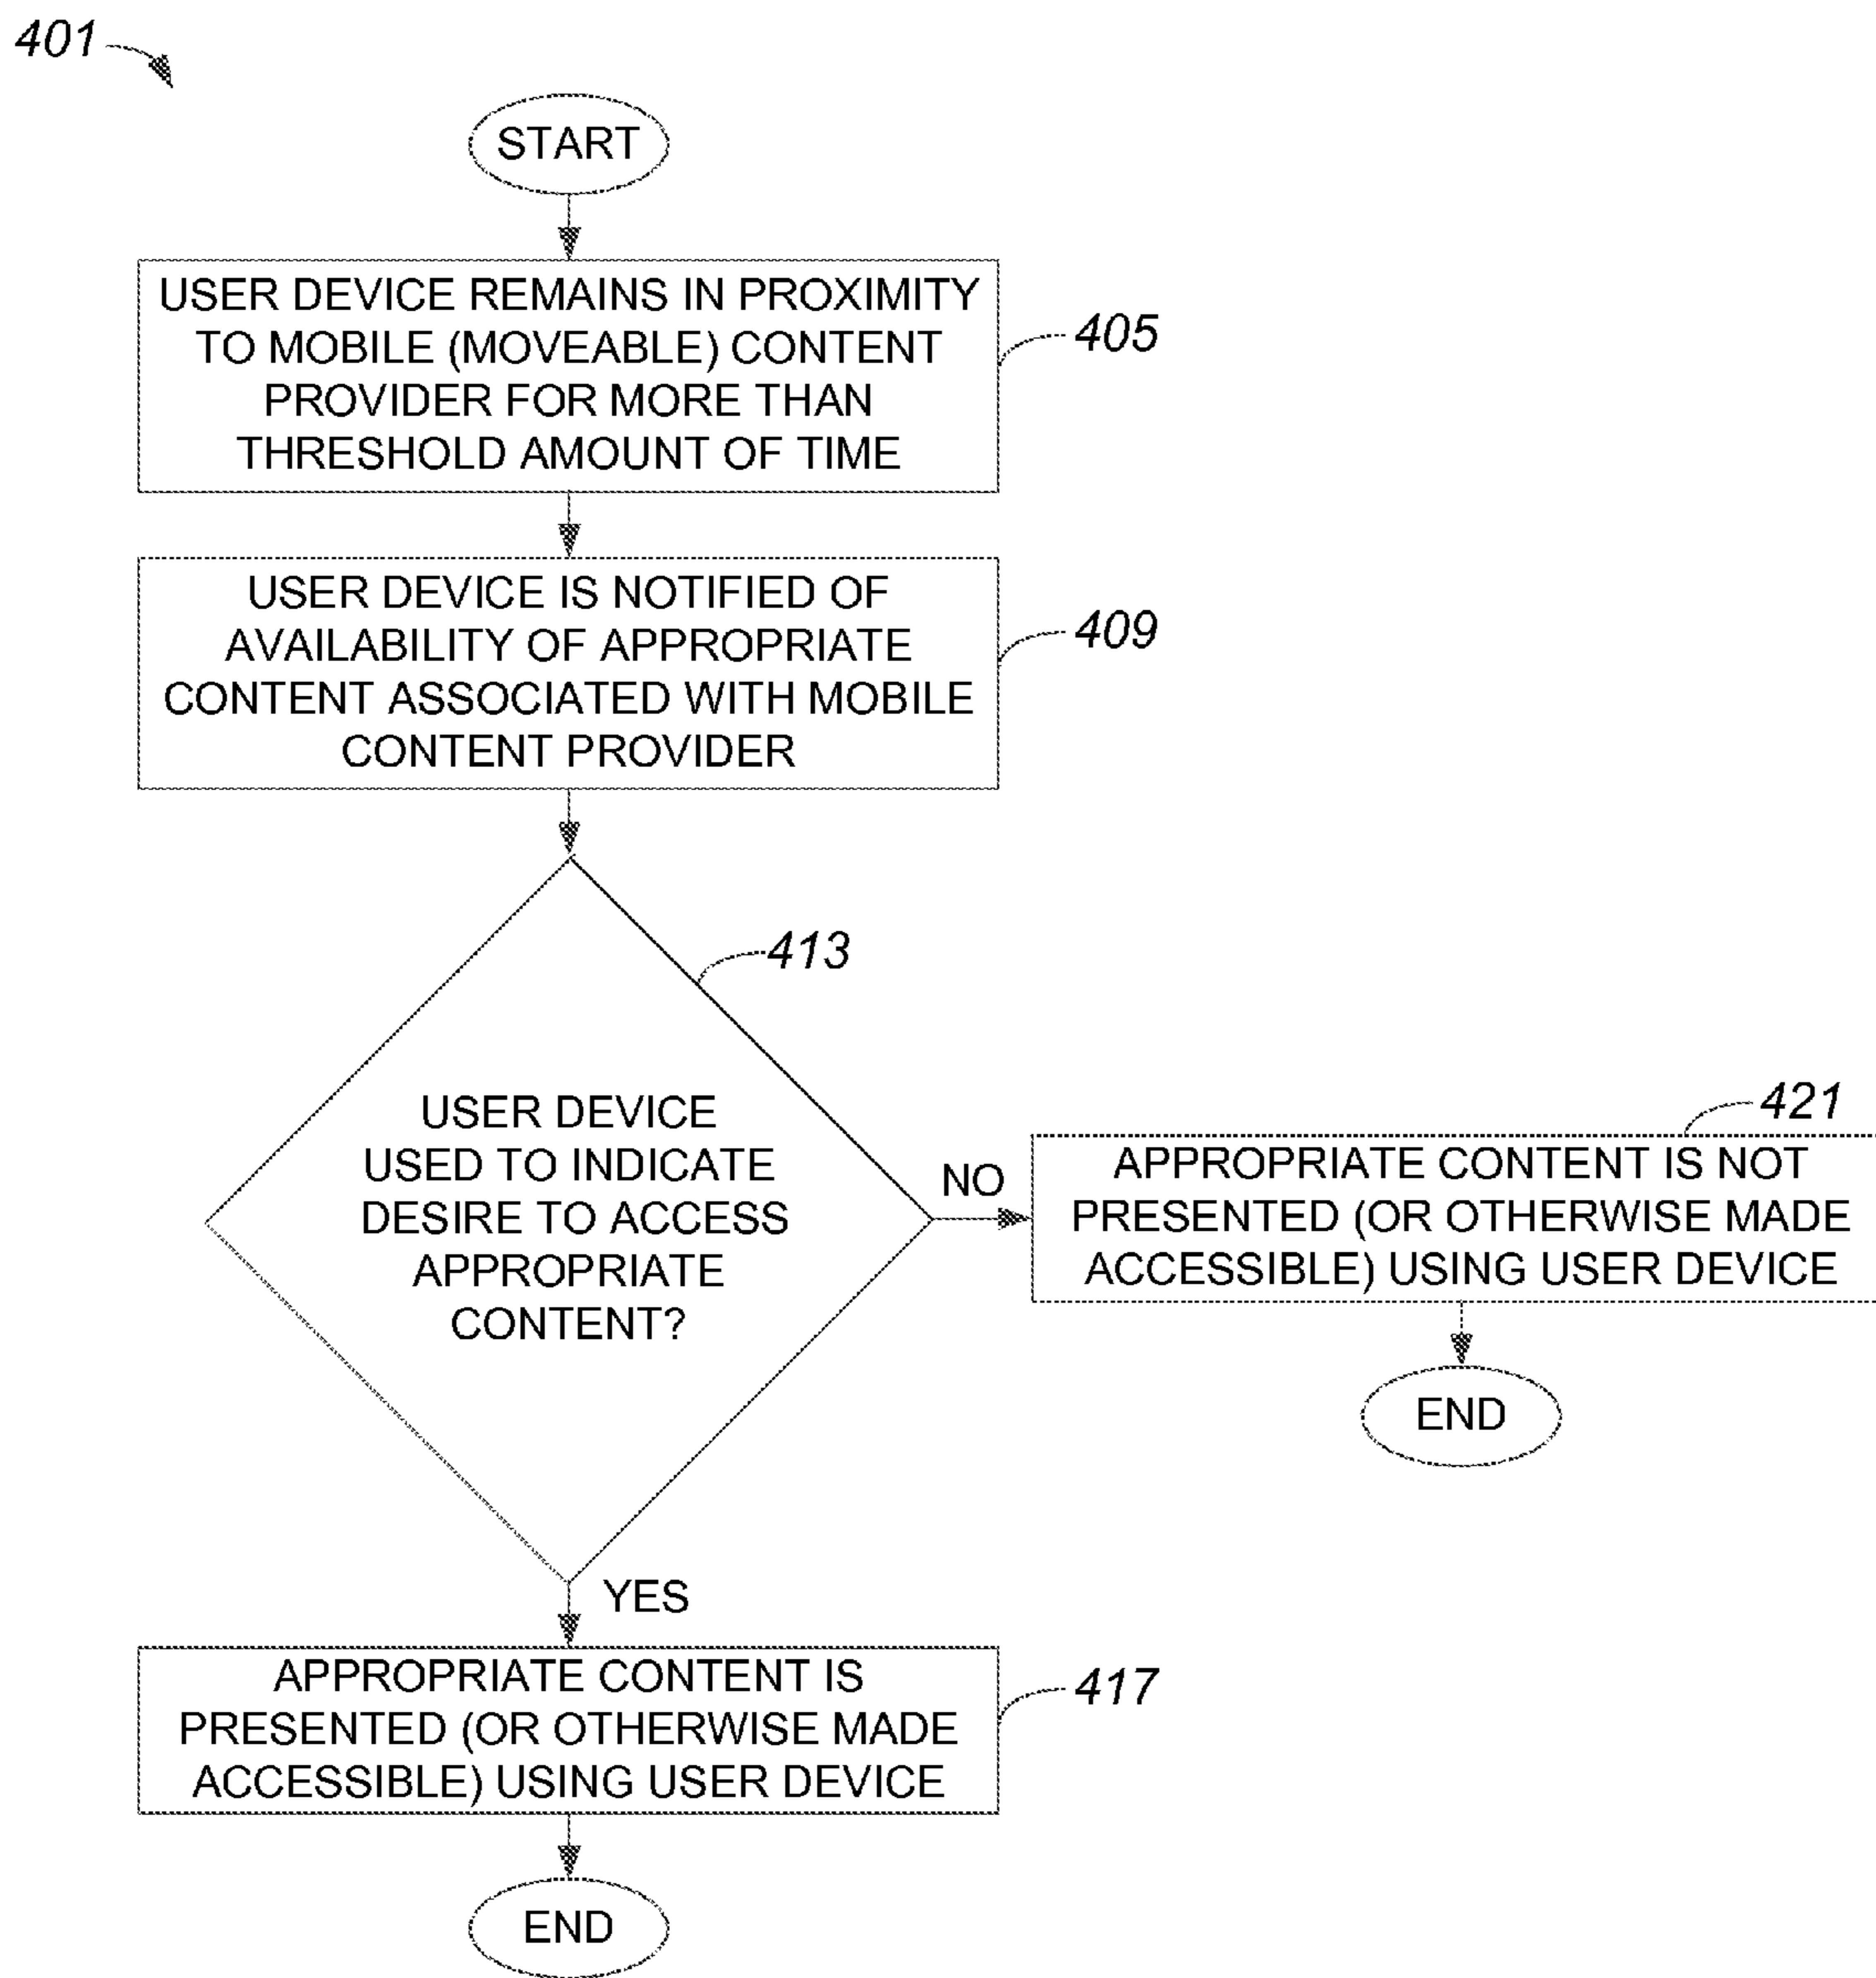 401
START
USER DEVICE REMAINS IN PROXIMITY
TO MOBILE (MOVEABLE) CONTENT
PROVIDER FOR MORE THAN
THRESHOLD AMOUNT OF TIME
405
USER DEVICE IS NOTIFIED OF
AVAILABILITY OF APPROPRIATE
CONTENT ASSOCIATED WITH MOBILE
CONTENT PROVIDER
409
413
USER DEVICE
USED TO INDICATE
DESIRE TO ACCESS
APPROPRIATE
CONTENT?
NO
421
APPROPRIATE CONTENT IS NOT
PRESENTED (OR OTHERWISE MADE
ACCESSIBLE) USING USER DEVICE
END
YES
APPROPRIATE CONTENT IS
PRESENTED (OR OTHERWISE MADE
ACCESSIBLE) USING USER DEVICE
417
END